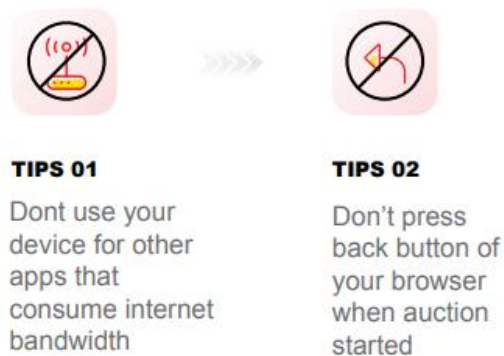 TIPS 01
Dont use your
device for other
apps that
consume internet
bandwidth
TIPS 02
Don’t press
back button of
your browser
when auction
started